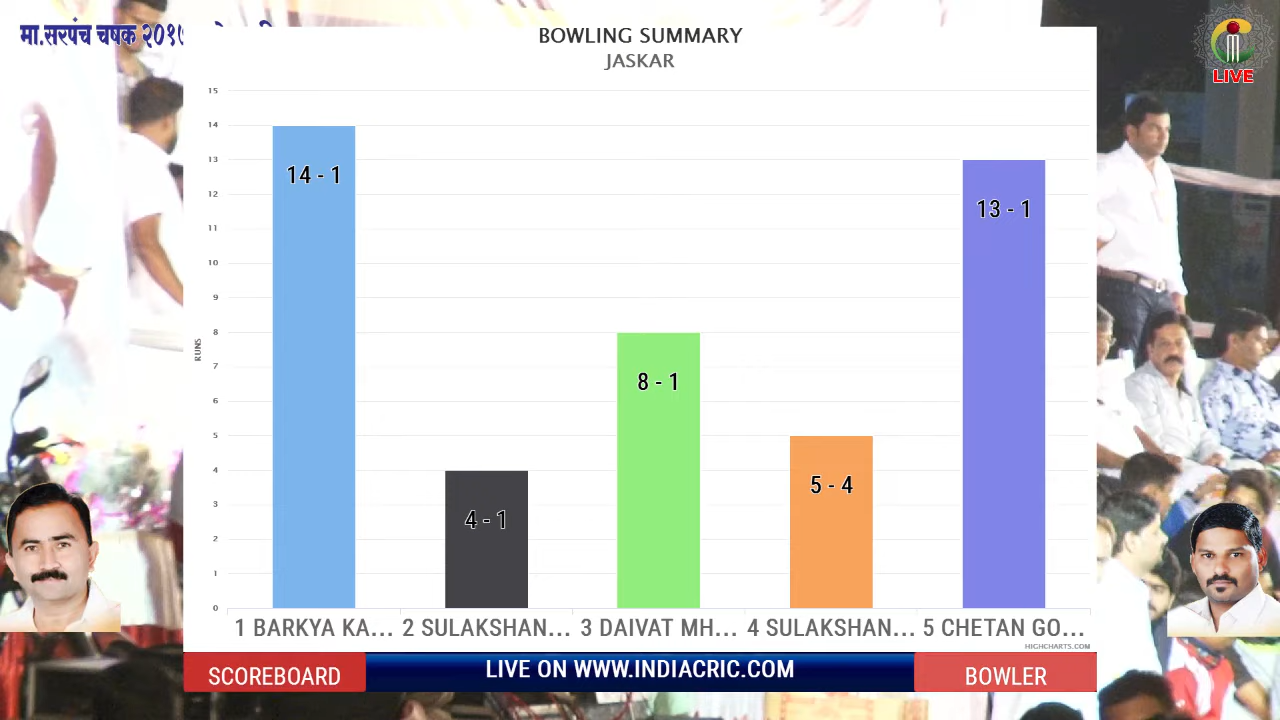 मा.सरपंच चषक २०१७
BOWLING SUMMARY
JASKAR
LIVE
15
14
13
12
11
10
9
8
7
6
5
4
3
2
1
0
RUNS
14 - 1
4 - 1
8 - 1
5 - 4
13 - 1
1 BARKYA KA... 2 SULAKSHAN... 3 DAIVAT MH... 4 SULAKSHAN... 5 CHETAN GO...
HIGHCHARTS.COM
SCOREBOARD
LIVE ON WWW.INDIACRIC.COM
BOWLER